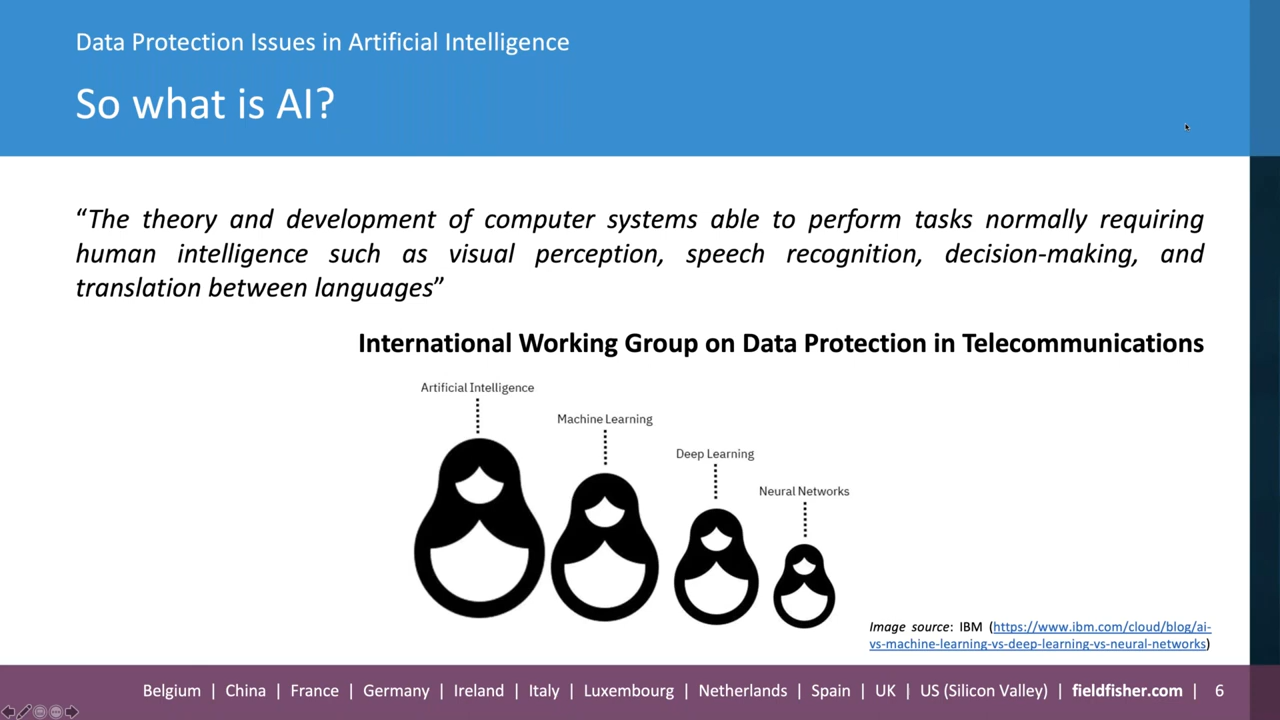 Data Protection Issues in Artificial Intelligence
So what is AI?
“The theory and development of computer systems able to perform tasks normally requiring
human intelligence such as visual perception, speech recognition, decision-making, and
translation between languages”
International Working Group on Data Protection in Telecommunications
Artificial Intelligence
Machine Learning
Deep Learning
Neural Networks
Image source: IBM (https://www.ibm.com/cloud/blog/ai-
vs-machine-learning-vs-deep-learning-vs-neural-networks)
Belgium | China | France | Germany | Ireland | Italy | Luxembourg | Netherlands | Spain | UK | US (Silicon Valley) | fieldfisher.com | 6